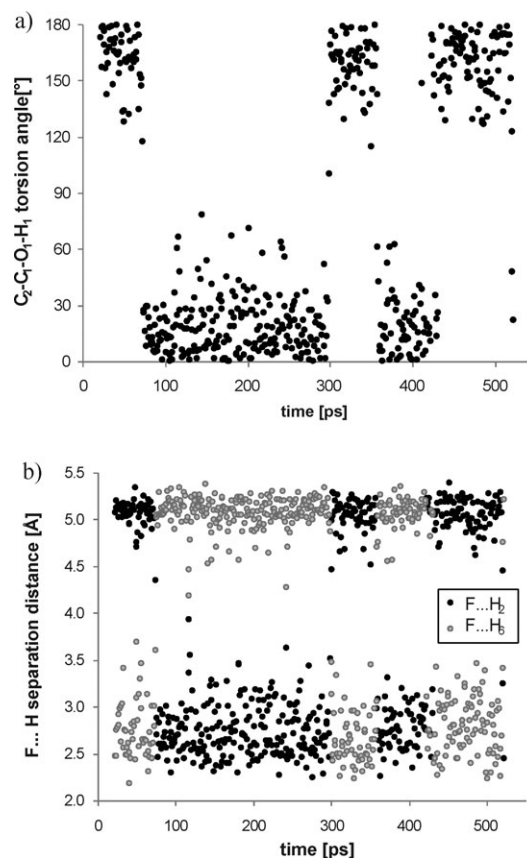 a)
C₂-C₁-O₁-H₁ torsion angle[°]
180
150
120
90
60
30
0
0 100 200 300 400 500
time [ps]
b)
F... H separation distance [Å]
5.5
5.0
4.5
4.0
3.5
3.0
2.5
2.0
F...H₂
F...H₆
0 100 200 300 400 500
time [ps]